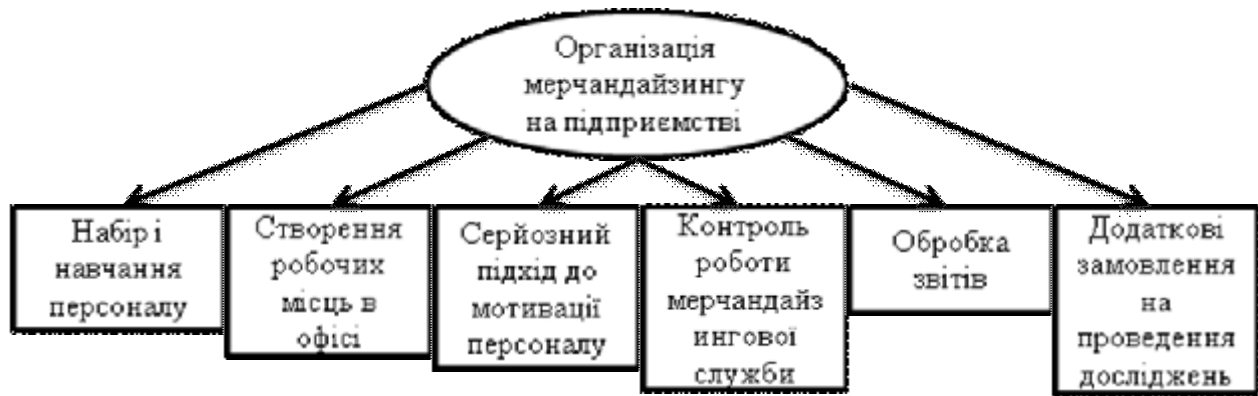 Організація
мерчандайзингу
на підприємстві
Набір і
навчання
персоналу
Створення
робочих
місць в
офісі
Серйозний
підхід до
мотивації
персоналу
Контроль
роботи
мерчандайз
ингової
служби
Обробка
звітів
Додаткові
замовлення
на
проведення
досліджень